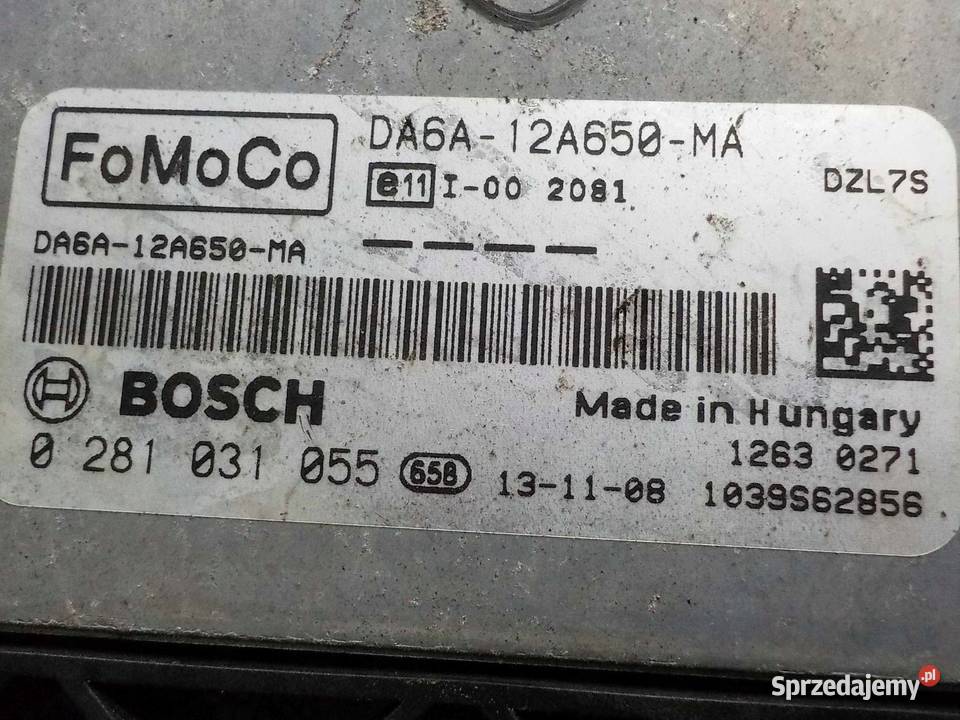 FoMoCo
DA6A-12A650-MA
e11 I-00 2081
DZL7S
DA6A-12A650-MA
BOSCH
Made in Hungary
0 281 031 055 658
13-11-08
1263 0271
1039S62856
Sprzedajemy.pl